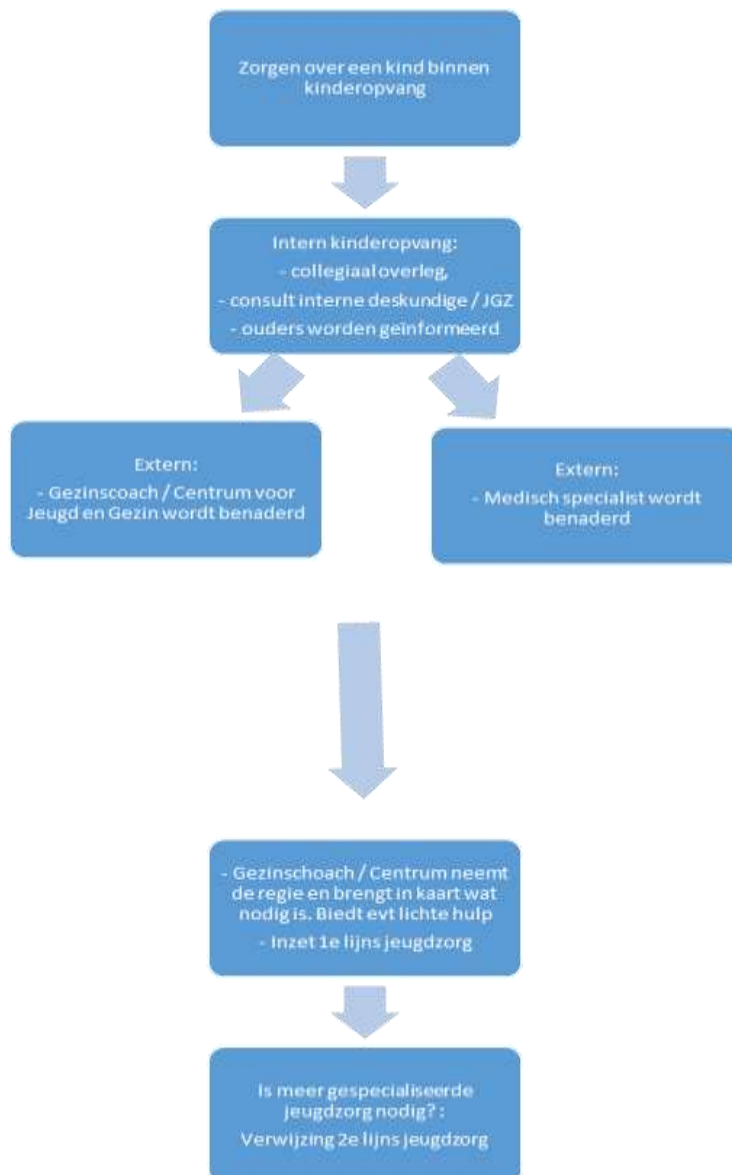 Zorgen over een kind binnen
kinderopvang
Intern kinderopvang:
- collegiaal overleg,
- consult interne deskundige / JGZ
- ouders worden geïnformeerd
Extern:
- Gezinscoach / Centrum voor
Jeugd en Gezin wordt benaderd
Extern:
- Medisch specialist wordt
benaderd
- Gezinschoach / Centrum neemt
de regie en brengt in kaart wat
nodig is. Biedt evt lichte hulp
- Inzet 1e lijns jeugdzorg
Is meer gespecialiseerde
jeugdzorg nodig? :
Verwijzing 2e lijns jeugdzorg